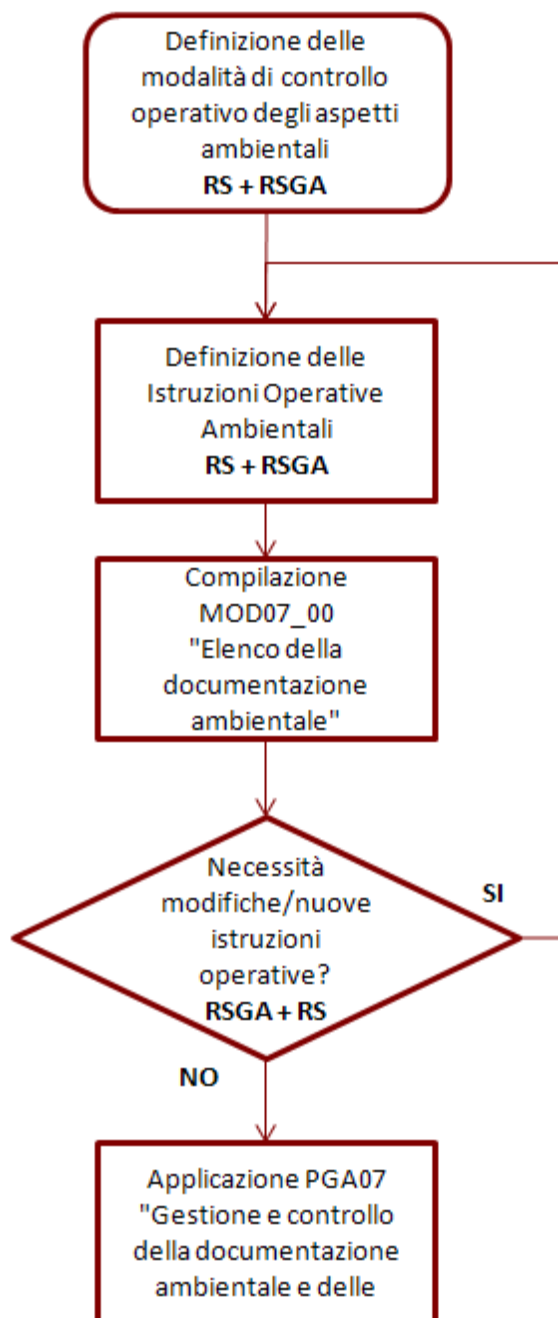 Definizione delle
modalità di controllo
operativo degli aspetti
ambientali
RS + RSGA
Definizione delle
Istruzioni Operative
Ambientali
RS + RSGA
Compilazione
MOD07_00
"Elenco della
documentazione
ambientale"
Necessità
modifiche/nuove
istruzioni
operative?
RSGA + RS
SI
NO
Applicazione PGA07
"Gestione e controllo
della documentazione
ambientale e delle